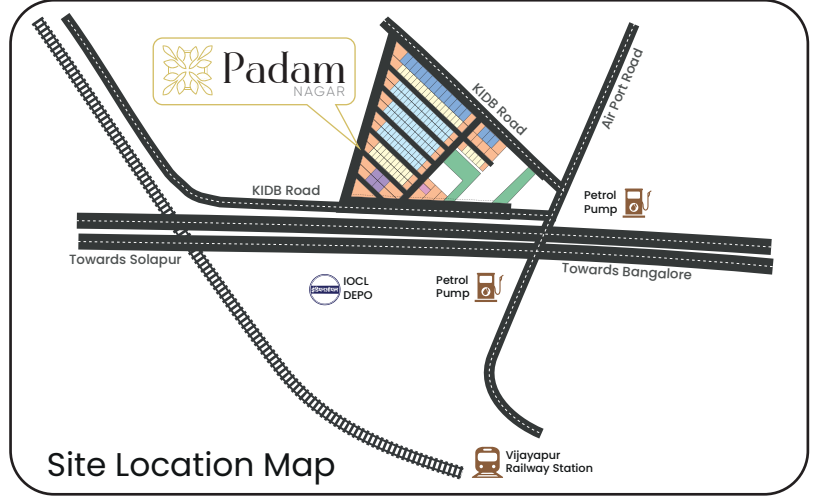 Padam
NAGAR
KIDB Road
Air Port Road
KIDB Road
Petrol
Pump
Towards Solapur
Towards Bangalore
IOCL
DEPO
Petrol
Pump
Site Location Map
Vijayapur
Railway Station